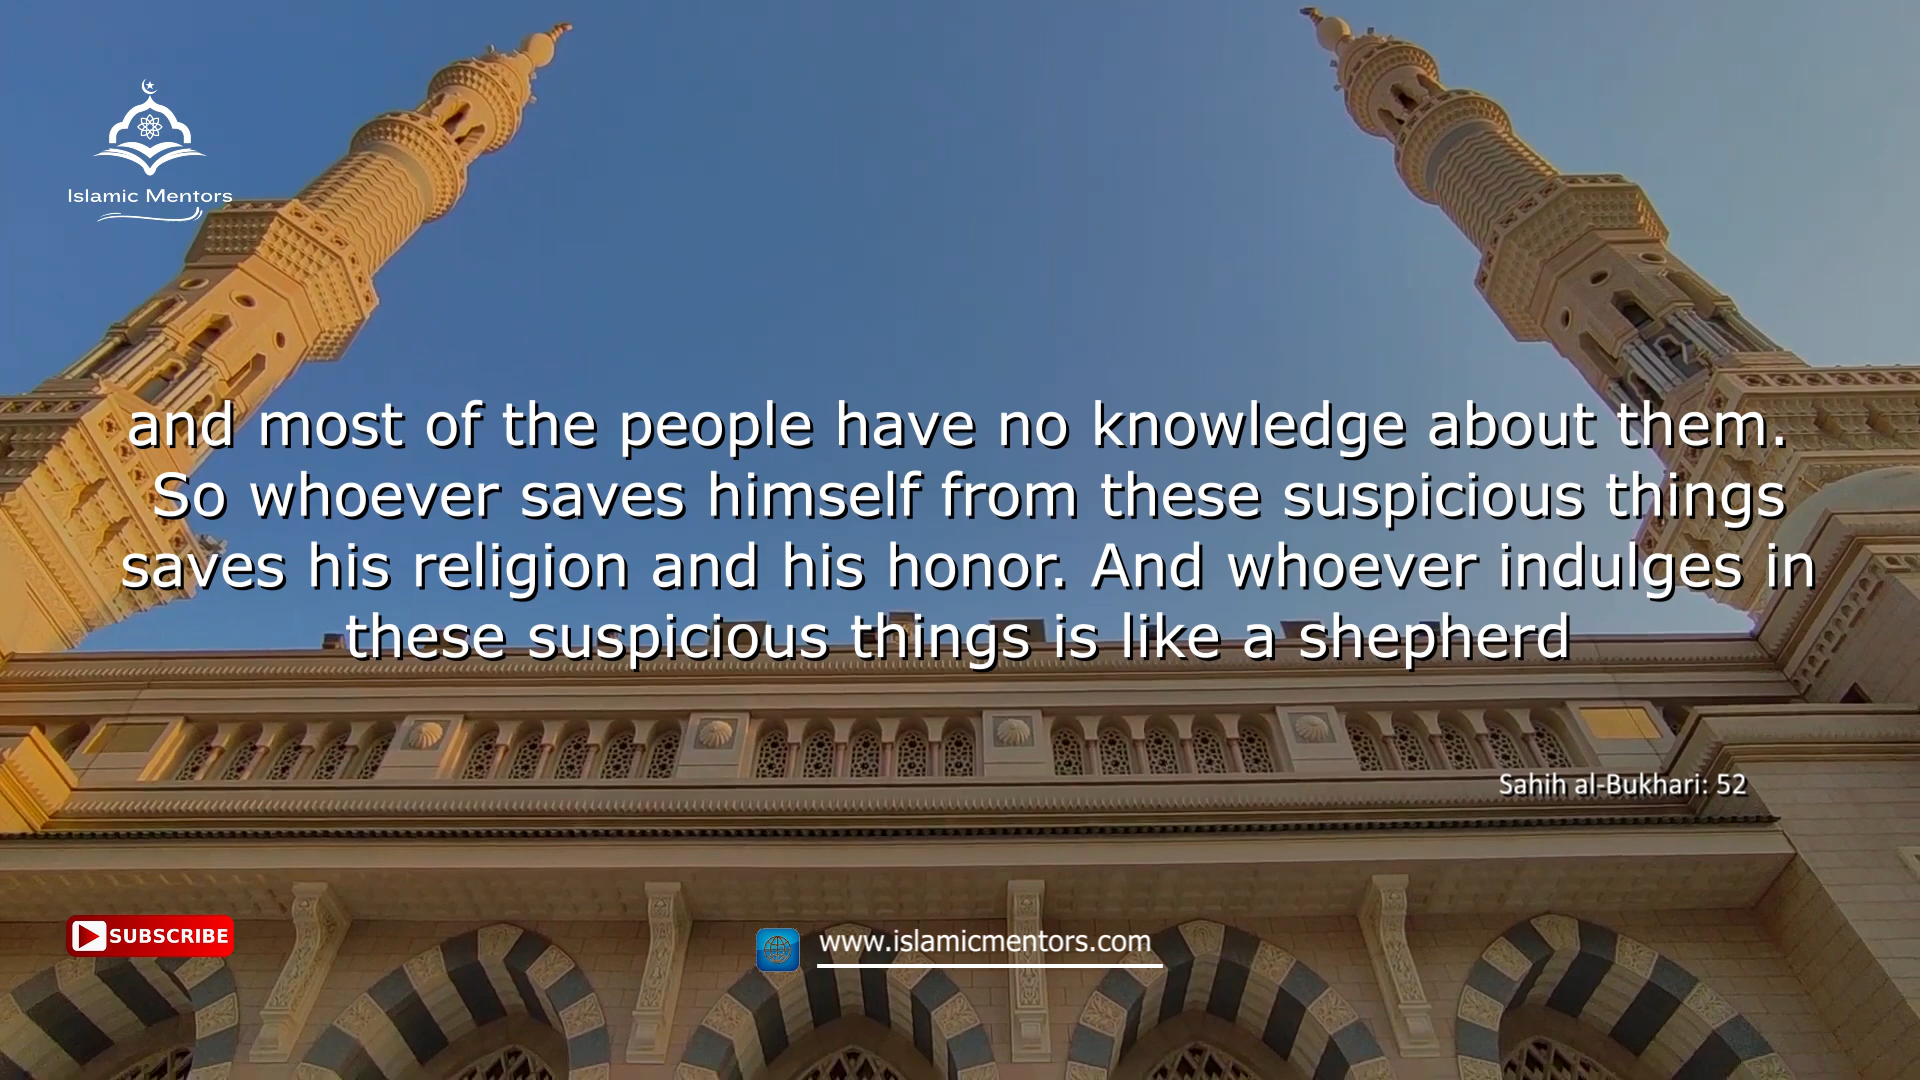 Islamic Mentors
and most of the people have no knowledge about them.
So whoever saves himself from these suspicious things
saves his religion and his honor. And whoever indulges in
these suspicious things is like a shepherd
Sahih al-Bukhari: 52
SUBSCRIBE
www.islamicmentors.com